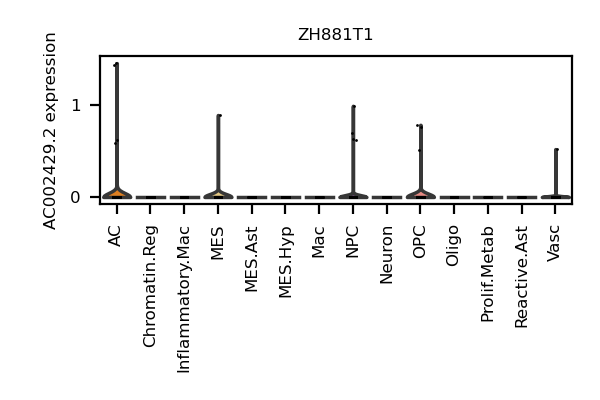 ZH881T1
AC002429.2 expression
1
0
AC
Chromatin.Reg
Inflammatory.Mac
MES
MES.Ast
MES.Hyp
Mac
NPC
Neuron
OPC
Oligo
Prolif.Metab
Reactive.Ast
Vasc